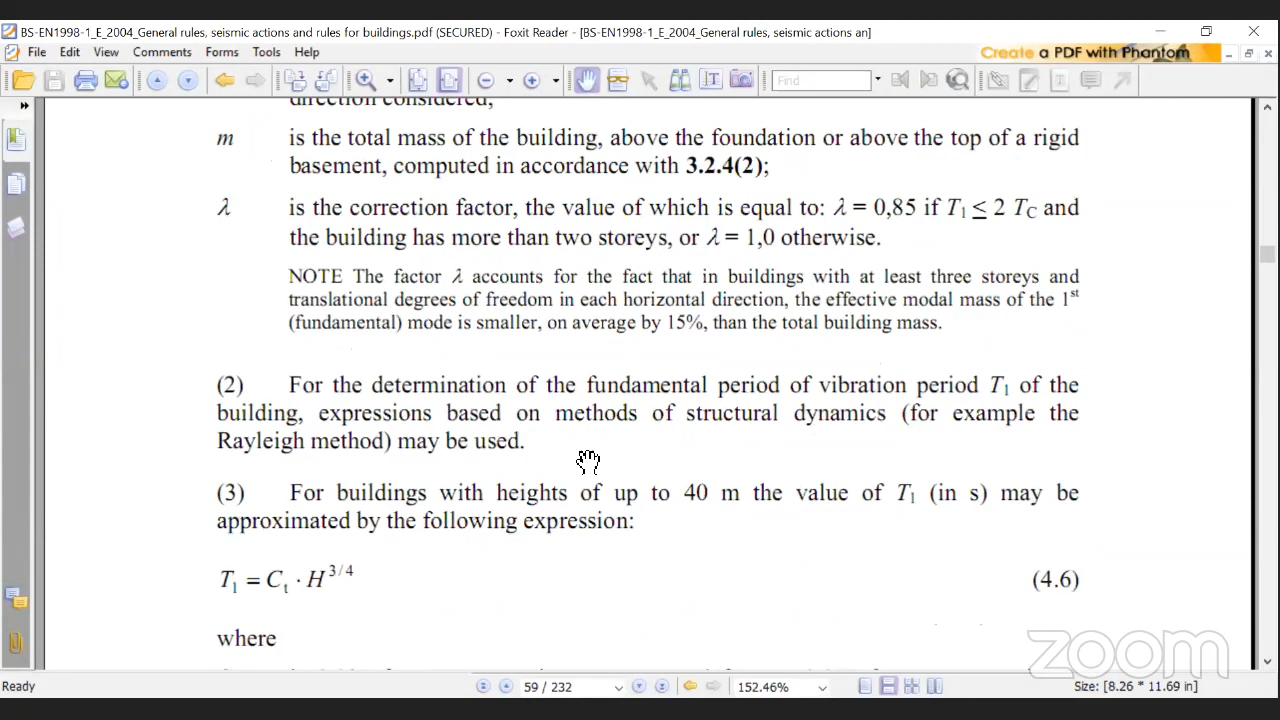 BS-EN1998-1_E_2004_General rules, seismic actions and rules for buildings.pdf (SECURED) - Foxit Reader - [BS-EN1998-1_E_2004_General rules, seismic actions an]
File Edit View Comments Forms Tools Help
Create a PDF with Phantom
Find
direction considered;
m is the total mass of the building, above the foundation or above the top of a rigid
basement, computed in accordance with 3.2.4(2);
λ is the correction factor, the value of which is equal to: λ = 0,85 if T1 ≤ 2 TC and
the building has more than two storeys, or λ = 1,0 otherwise.
NOTE The factor λ accounts for the fact that in buildings with at least three storeys and
translational degrees of freedom in each horizontal direction, the effective modal mass of the 1st
(fundamental) mode is smaller, on average by 15%, than the total building mass.
(2) For the determination of the fundamental period of vibration period T1 of the
building, expressions based on methods of structural dynamics (for example the
Rayleigh method) may be used.
(3) For buildings with heights of up to 40 m the value of T1 (in s) may be
approximated by the following expression:
T1 = Ct · H3/4 (4.6)
where
zoom
Ready 59 / 232 152.46% Size: [8.26 * 11.69 in]